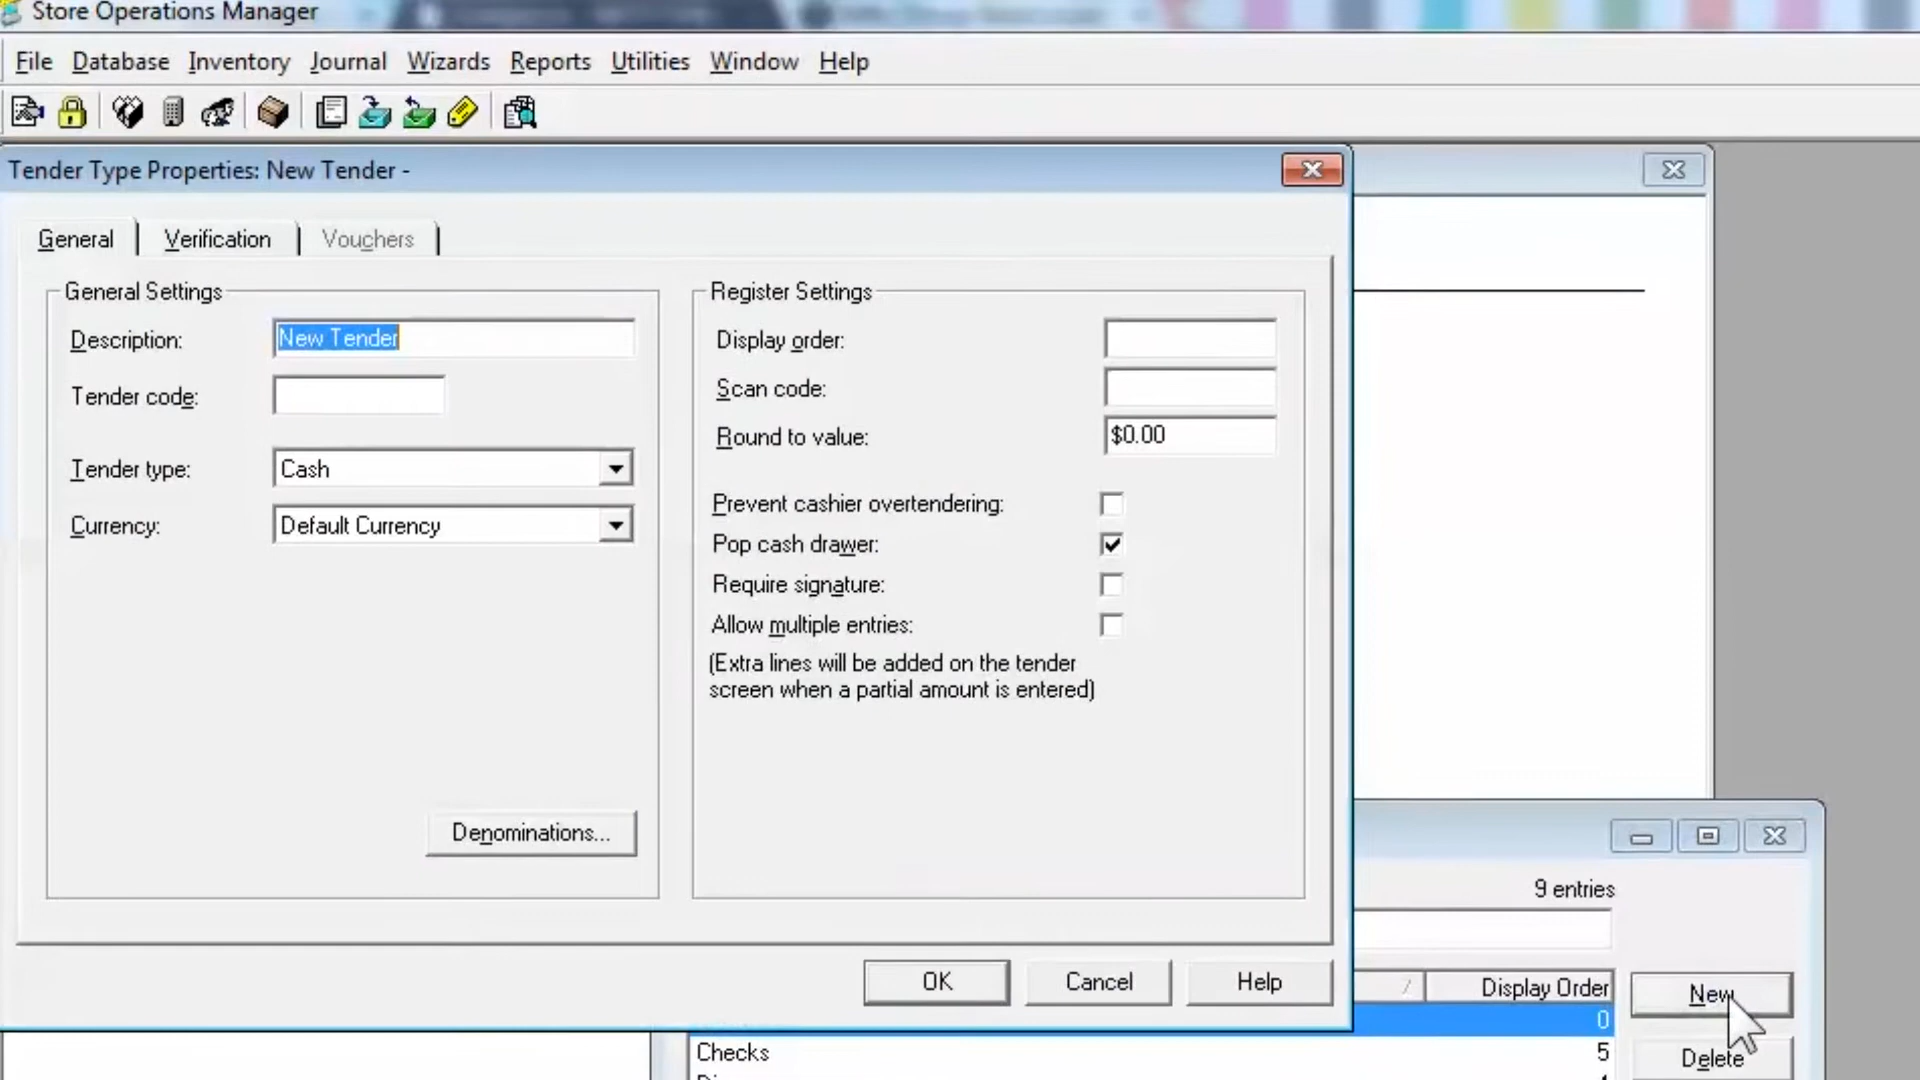 Store Operations Manager
File Database Inventory Journal Wizards Reports Utilities Window Help
Tender Type Properties: New Tender -
General Verification Vouchers
General Settings
Description: New Tender
Tender code:
Tender type: Cash
Currency: Default Currency
Denominations...
Register Settings
Display order:
Scan code:
Round to value: $0.00
Prevent cashier overtendering:
Pop cash drawer:
Require signature:
Allow multiple entries:
(Extra lines will be added on the tender
screen when a partial amount is entered)
OK Cancel Help
9 entries
Display Order
New
0
Checks 5
Delete